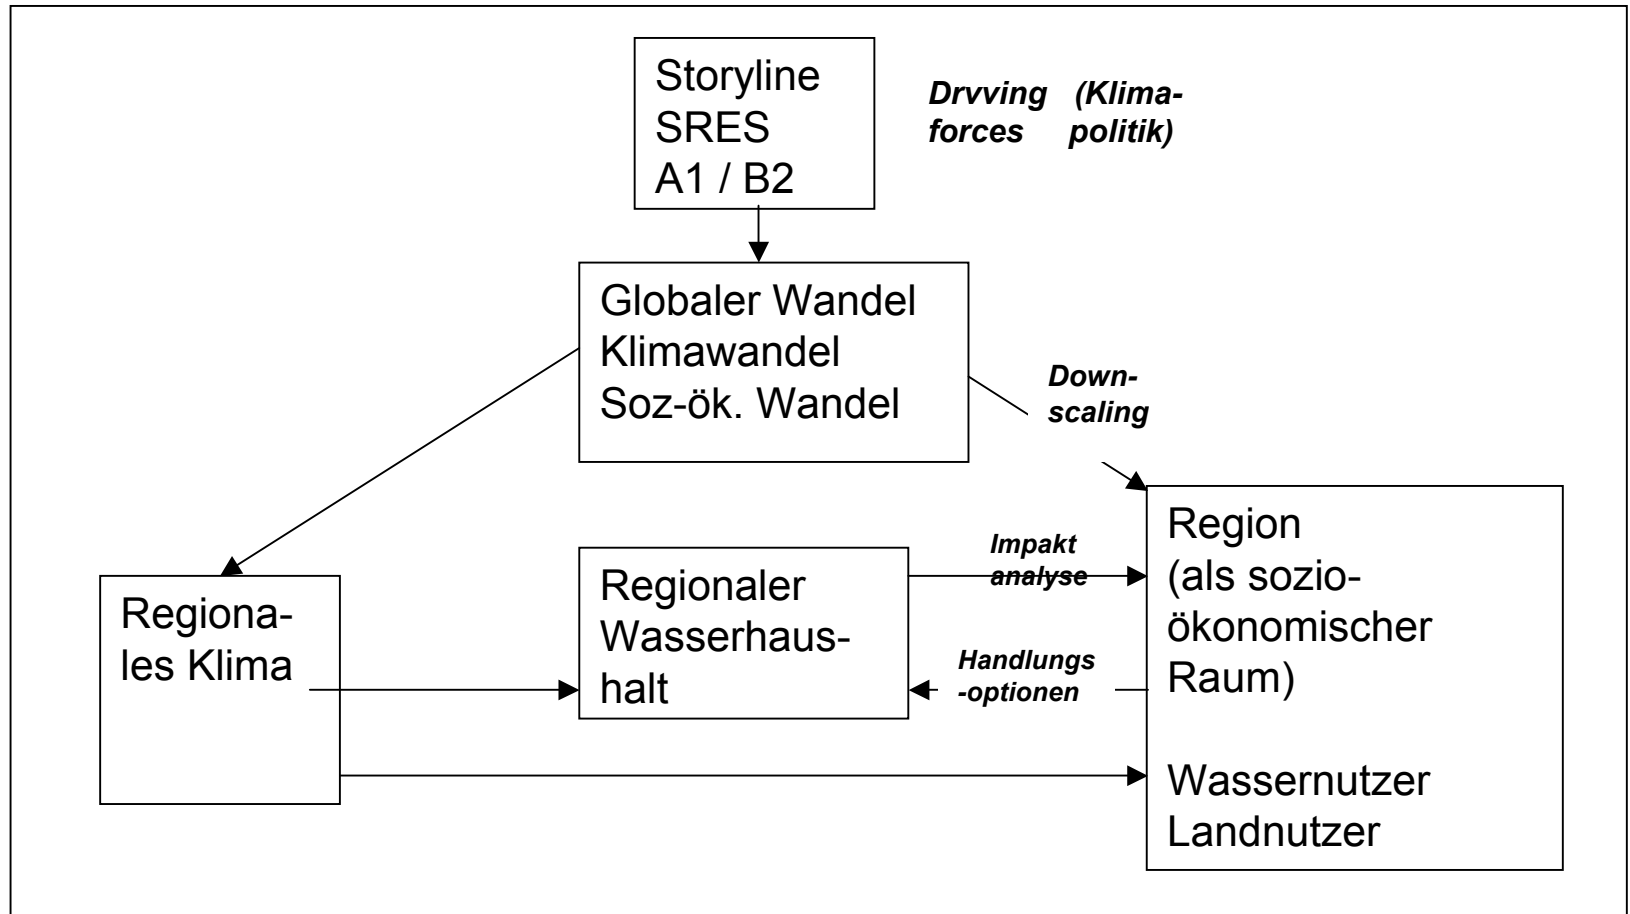 Storyline
SRES
A1 / B2
Drvving (Klima-
forces politik)
Globaler Wandel
Klimawandel
Soz-ök. Wandel
Down-
scaling
Regiona-
les Klima
Regionaler
Wasserhaus-
halt
Impakt
analyse
Handlungs
-optionen
Region
(als sozio-
ökonomischer
Raum)
Wassernutzer
Landnutzer